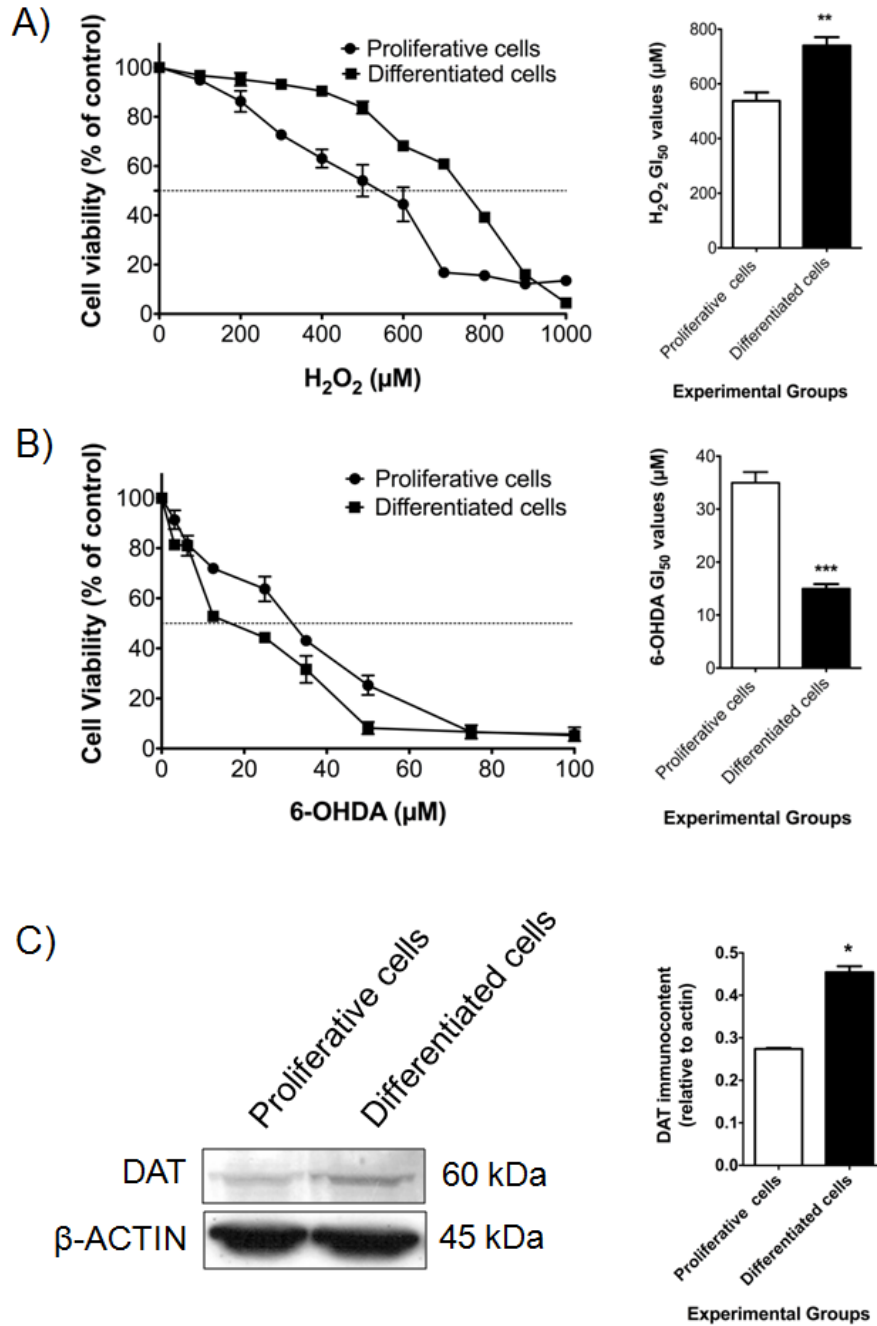 A)
Proliferative cells
Differentiated cells
Cell viability (% of control)
100
80
60
40
20
0
0 200 400 600 800 1000
H₂O₂ (µM)
**
H₂O₂ GI₅₀ values (µM)
800
600
400
200
0
Proliferative cells
Differentiated cells
Experimental Groups
B)
Proliferative cells
Differentiated cells
Cell Viability (% of control)
100
80
60
40
20
0
0 20 40 60 80 100
6-OHDA (µM)
***
6-OHDA GI₅₀ values (µM)
40
30
20
10
0
Proliferative cells
Differentiated cells
Experimental Groups
C)
Proliferative cells
Differentiated cells
DAT 60 kDa
β-ACTIN 45 kDa
*
DAT immunocontent
(relative to actin)
0.5
0.4
0.3
0.1
0.0
Proliferative cells
Differentiated cells
Experimental Groups